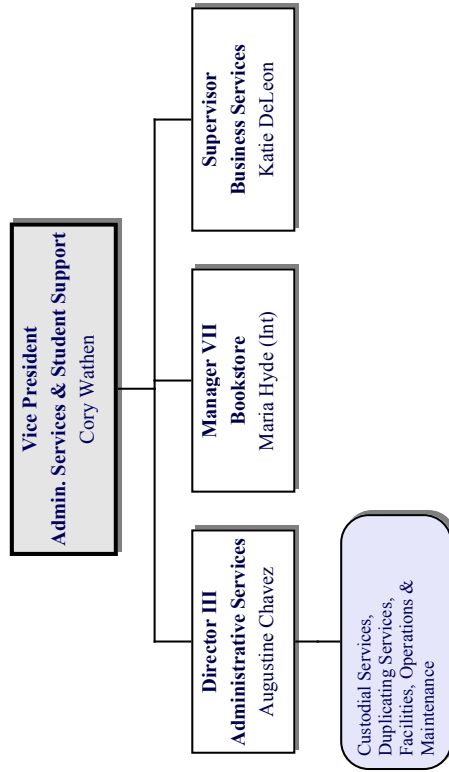 Vice President
Admin. Services & Student Support
Cory Wathen
Director III
Administrative Services
Augustine Chavez
Manager VII
Bookstore
Maria Hyde (Int)
Supervisor
Business Services
Katie DeLeon
Custodial Services,
Duplicating Services,
Facilities, Operations &
Maintenance